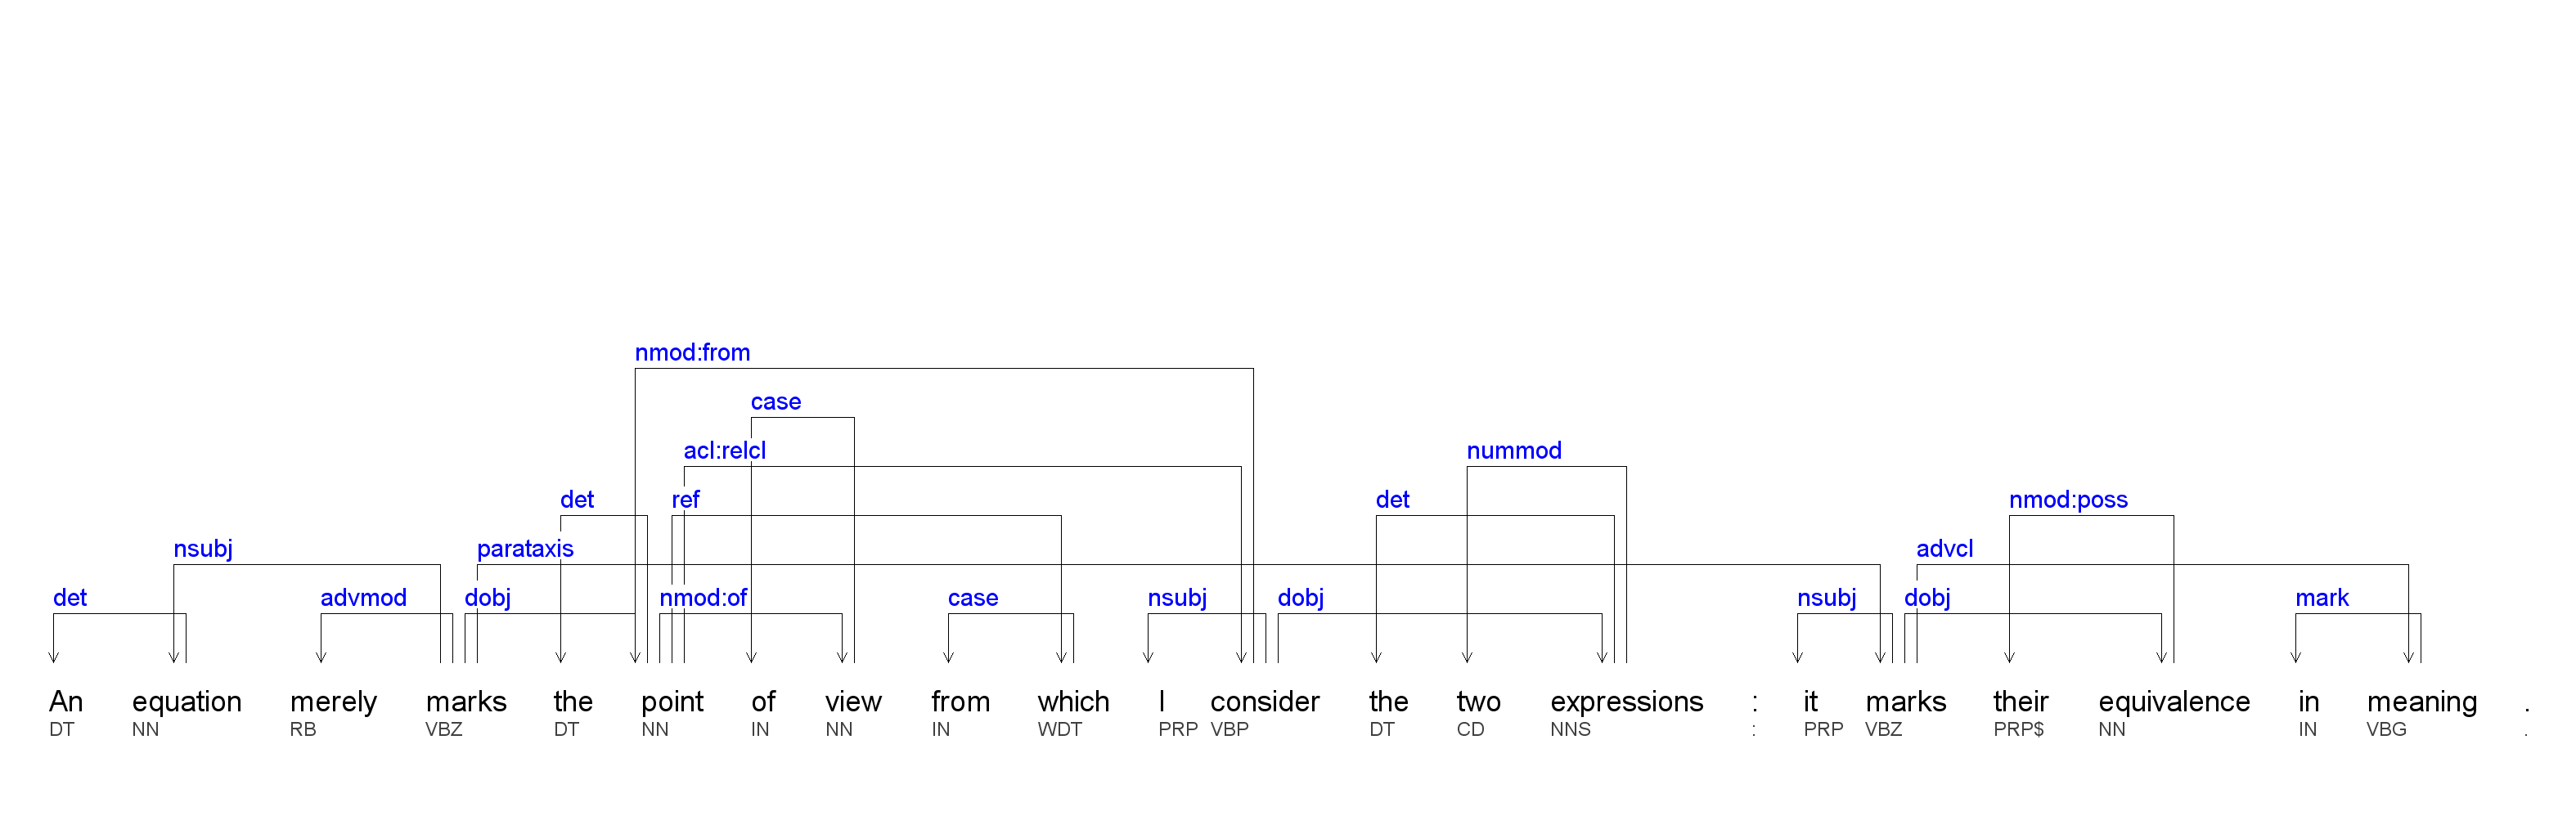 nmod:from
case
acl:relcl nummod
det ref det nmod:poss
nsubj parataxis advcl
det advmod dobj nmod:of case nsubj dobj nsubj dobj mark
An equation merely marks the point of view from which I consider the two expressions : it marks their equivalence in meaning .
DT NN RB VBZ DT NN IN NN IN WDT PRP VBP DT CD NNS : PRP VBZ PRP$ NN IN VBG .